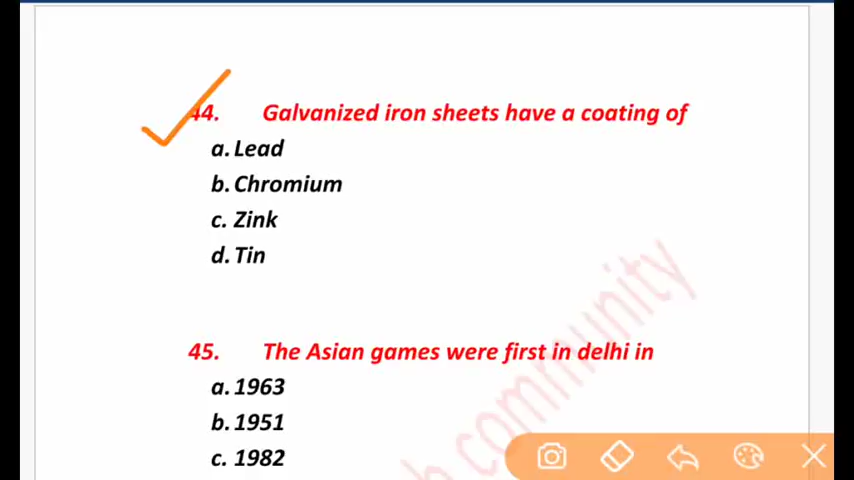 44. Galvanized iron sheets have a coating of
a. Lead
b. Chromium
c. Zink
d. Tin
45. The Asian games were first in delhi in
a. 1963
b. 1951
c. 1982
community